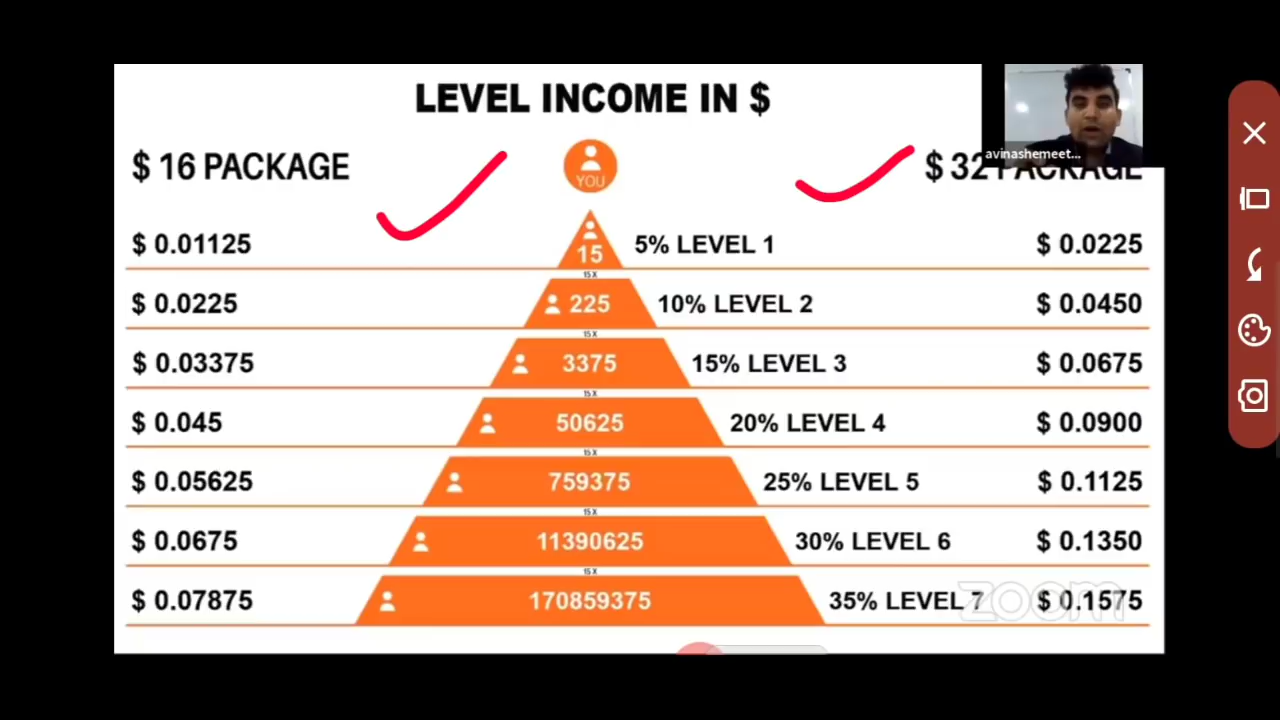 LEVEL INCOME IN $
avinashemeet...
$ 16 PACKAGE
YOU
$ 32 PACKAGE
$ 0.01125
15
5% LEVEL 1
$ 0.0225
15 X
$ 0.0225
225
10% LEVEL 2
$ 0.0450
15 X
$ 0.03375
3375
15% LEVEL 3
$ 0.0675
15 X
$ 0.045
50625
20% LEVEL 4
$ 0.0900
15 X
$ 0.05625
759375
25% LEVEL 5
$ 0.1125
15 X
$ 0.0675
11390625
30% LEVEL 6
$ 0.1350
15 X
$ 0.07875
170859375
35% LEVEL 7
$ 0.1575
zoom